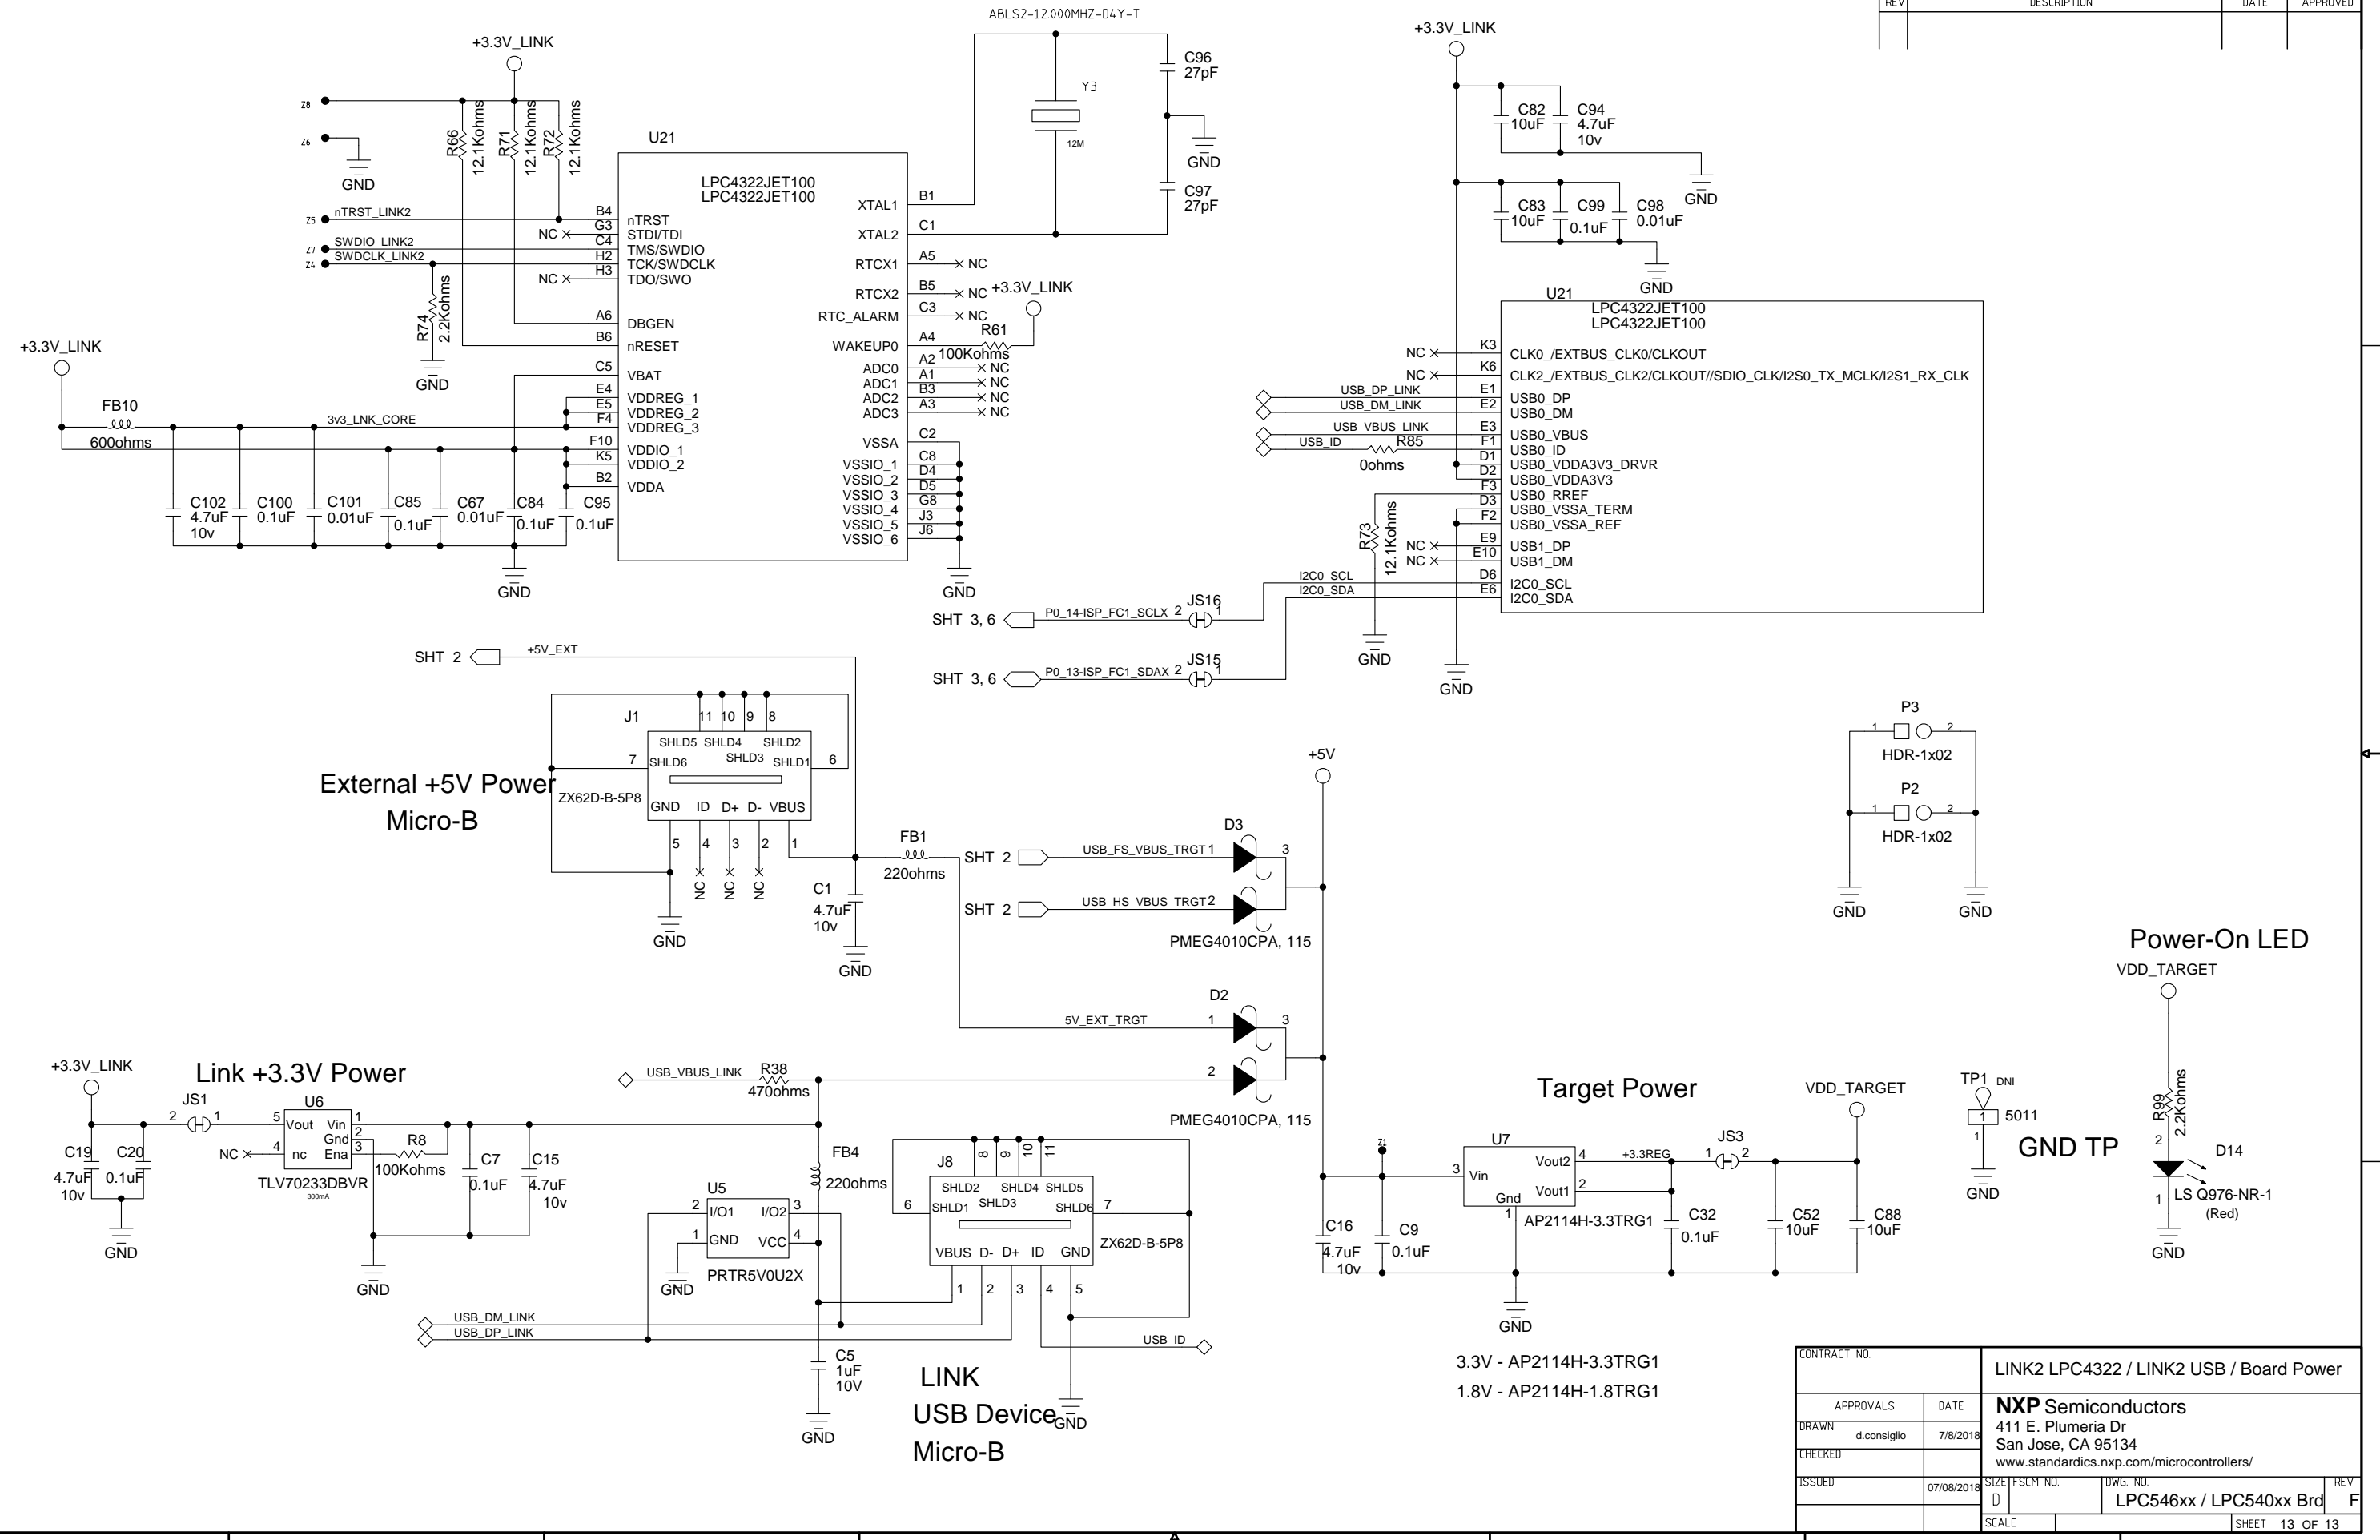 ABLS2-12.000MHZ-D4Y-T
REV DESCRIPTION DATE APPROVED
+3.3V_LINK
Z8
Z6
GND
R66
12.1Kohms
R71
12.1Kohms
R72
12.1Kohms
U21
LPC4322JET100
LPC4322JET100
Z5 nTRST_LINK2 B4 nTRST
NC G3 STDI/TDI
Z7 SWDIO_LINK2 C4 TMS/SWDIO
Z4 SWDCLK_LINK2 H2 TCK/SWDCLK
NC H3 TDO/SWO
R74
2.2Kohms
GND
A6 DBGEN
B6 nRESET
C5 VBAT
E4 VDDREG_1
E5 VDDREG_2
F4 VDDREG_3
F10 VDDIO_1
K5 VDDIO_2
B2 VDDA
XTAL1 B1
XTAL2 C1
RTCX1 A5 NC
RTCX2 B5 NC
RTC_ALARM C3 NC
WAKEUP0 A4
+3.3V_LINK
R61
100Kohms
ADC0 A2 NC
ADC1 A1 NC
ADC2 B3 NC
ADC3 A3 NC
VSSA C2
VSSIO_1 C8
VSSIO_2 D4
VSSIO_3 D5
VSSIO_4 G8
VSSIO_5 J3
VSSIO_6 J6
GND
Y3
12M
C96
27pF
GND
C97
27pF
+3.3V_LINK
FB10
600ohms
3v3_LNK_CORE
C102
4.7uF
10v
C100
0.1uF
C101
0.01uF
C85
0.1uF
C67
0.01uF
C84
0.1uF
C95
0.1uF
GND
+3.3V_LINK
C82
10uF
C94
4.7uF
10v
GND
C83
10uF
C99
0.1uF
C98
0.01uF
GND
U21
LPC4322JET100
LPC4322JET100
NC K3 CLK0_/EXTBUS_CLK0/CLKOUT
NC K6 CLK2_/EXTBUS_CLK2/CLKOUT//SDIO_CLK/I2S0_TX_MCLK/I2S1_RX_CLK
USB_DP_LINK E1 USB0_DP
USB_DM_LINK E2 USB0_DM
USB_VBUS_LINK E3 USB0_VBUS
USB_ID R85 F1 USB0_ID
0ohms
D1 USB0_VDDA3V3_DRVR
D2 USB0_VDDA3V3
F3 USB0_RREF
D3 USB0_VSSA_TERM
F2 USB0_VSSA_REF
NC E9 USB1_DP
NC E10 USB1_DM
I2C0_SCL D6 I2C0_SCL
I2C0_SDA E6 I2C0_SDA
R73
12.1Kohms
GND
GND
SHT 3, 6 P0_14-ISP_FC1_SCLX 2 JS16 1
SHT 3, 6 P0_13-ISP_FC1_SDAX 2 JS15 1
SHT 2 +5V_EXT
J1
11 10 9 8
SHLD5 SHLD4 SHLD2
SHLD3
7 SHLD6 SHLD1 6
ZX62D-B-5P8
GND ID D+ D- VBUS
5 4 3 2 1
NC NC NC
GND
External +5V Power
Micro-B
C1
4.7uF
10v
GND
FB1
220ohms
+5V
SHT 2 USB_FS_VBUS_TRGT 1 D3 3
SHT 2 USB_HS_VBUS_TRGT 2
PMEG4010CPA, 115
5V_EXT_TRGT 1 D2 3
2
PMEG4010CPA, 115
P3
1 2
HDR-1x02
P2
1 2
HDR-1x02
GND GND
Power-On LED
VDD_TARGET
R99
2.2Kohms
2
D14
1
LS Q976-NR-1
(Red)
GND
+3.3V_LINK
Link +3.3V Power
JS1
2 1
U6
5 Vout Vin 1
Gnd 2
4 nc Ena 3
NC
TLV70233DBVR
300mA
C19
4.7uF
10v
C20
0.1uF
GND
R8
100Kohms
C7
0.1uF
C15
4.7uF
10v
GND
USB_VBUS_LINK R38
470ohms
FB4
220ohms
U5
2 I/O1 I/O2 3
1 GND VCC 4
PRTR5V0U2X
GND
J8
8 9 10 11
SHLD2 SHLD4 SHLD5
SHLD3
6 SHLD1 SHLD6 7
ZX62D-B-5P8
VBUS D- D+ ID GND
1 2 3 4 5
USB_DM_LINK
USB_DP_LINK
USB_ID
C5
1uF
10V
GND
LINK
USB Device
Micro-B
GND
Target Power
VDD_TARGET
Z1
U7
3 Vin Vout2 4
Vout1 2
Gnd
1
AP2114H-3.3TRG1
+3.3REG
JS3
1 2
C16
4.7uF
10v
C9
0.1uF
C32
0.1uF
C52
10uF
C88
10uF
GND
3.3V - AP2114H-3.3TRG1
1.8V - AP2114H-1.8TRG1
TP1 DNI
1 5011
1
GND
GND TP
CONTRACT NO.
LINK2 LPC4322 / LINK2 USB / Board Power
APPROVALS DATE
DRAWN d.consiglio 7/8/2018
CHECKED
ISSUED 07/08/2018
NXP Semiconductors
411 E. Plumeria Dr
San Jose, CA 95134
www.standardics.nxp.com/microcontrollers/
SIZE FSCM NO. DWG. NO. REV
D LPC546xx / LPC540xx Brd F
SCALE SHEET 13 OF 13